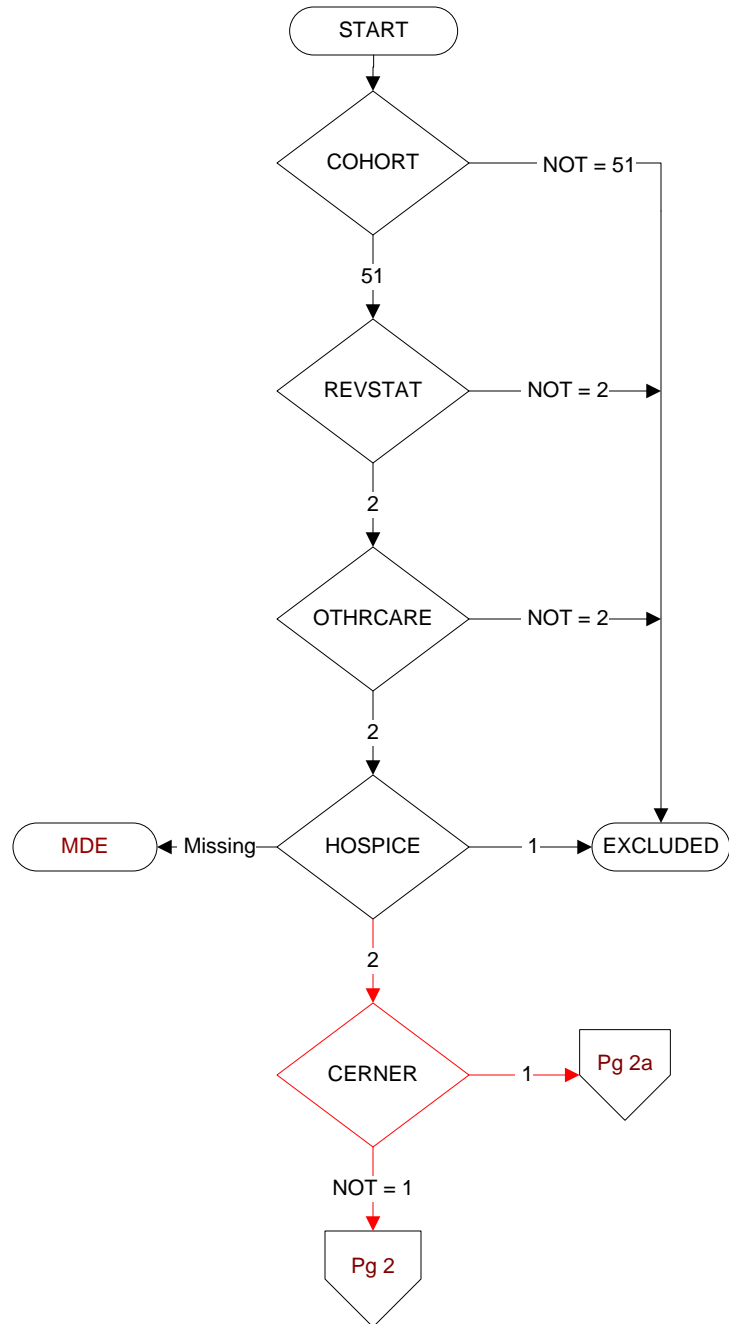 START
COHORT
NOT = 51
51
REVSTAT
NOT = 2
2
OTHRCARE
NOT = 2
2
MDE
Missing
HOSPICE
1
EXCLUDED
2
CERNER
1
Pg 2a
NOT = 1
Pg 2